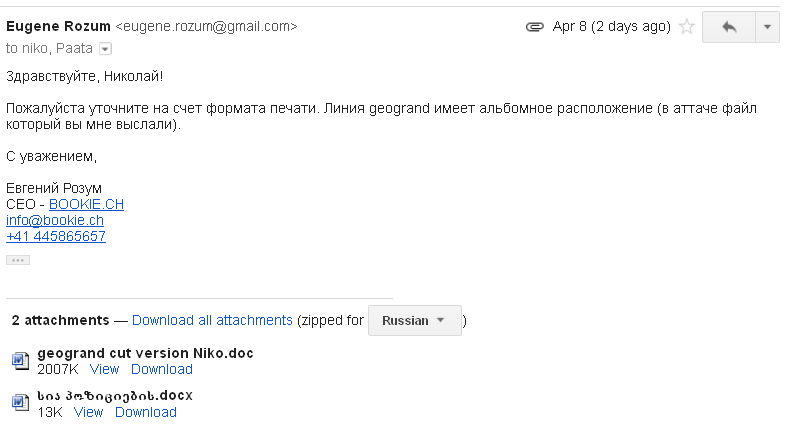 Eugene Rozum <eugene.rozum@gmail.com> Apr 8 (2 days ago)
to niko, Paata
Здравствуйте, Николай!
Пожалуйста уточните на счет формата печати. Линия geogrand имеет альбомное расположение (в аттаче файл
который вы мне выслали).
С уважением,
Евгений Розум
CEO - BOOKIE.CH
info@bookie.ch
+41 445865657
2 attachments — Download all attachments (zipped for Russian )
geogrand cut version Niko.doc
2007K View Download
სია პოზიციების.docx
13K View Download